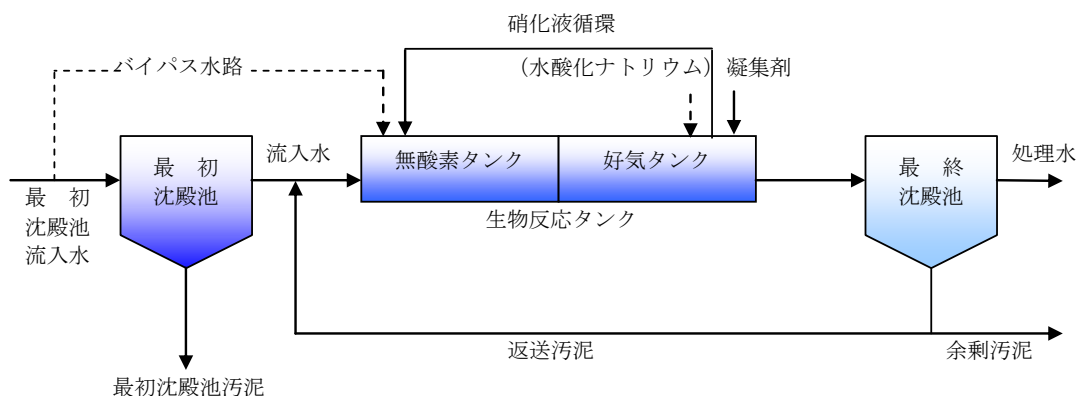 硝化液循環
バイパス水路
(水酸化ナトリウム) 凝集剤
最 初
沈殿池
流入水
無酸素タンク
好気タンク
最 終
沈殿池
処理水
最 初
沈殿池
流入水
生物反応タンク
返送汚泥
余剰汚泥
最初沈殿池汚泥